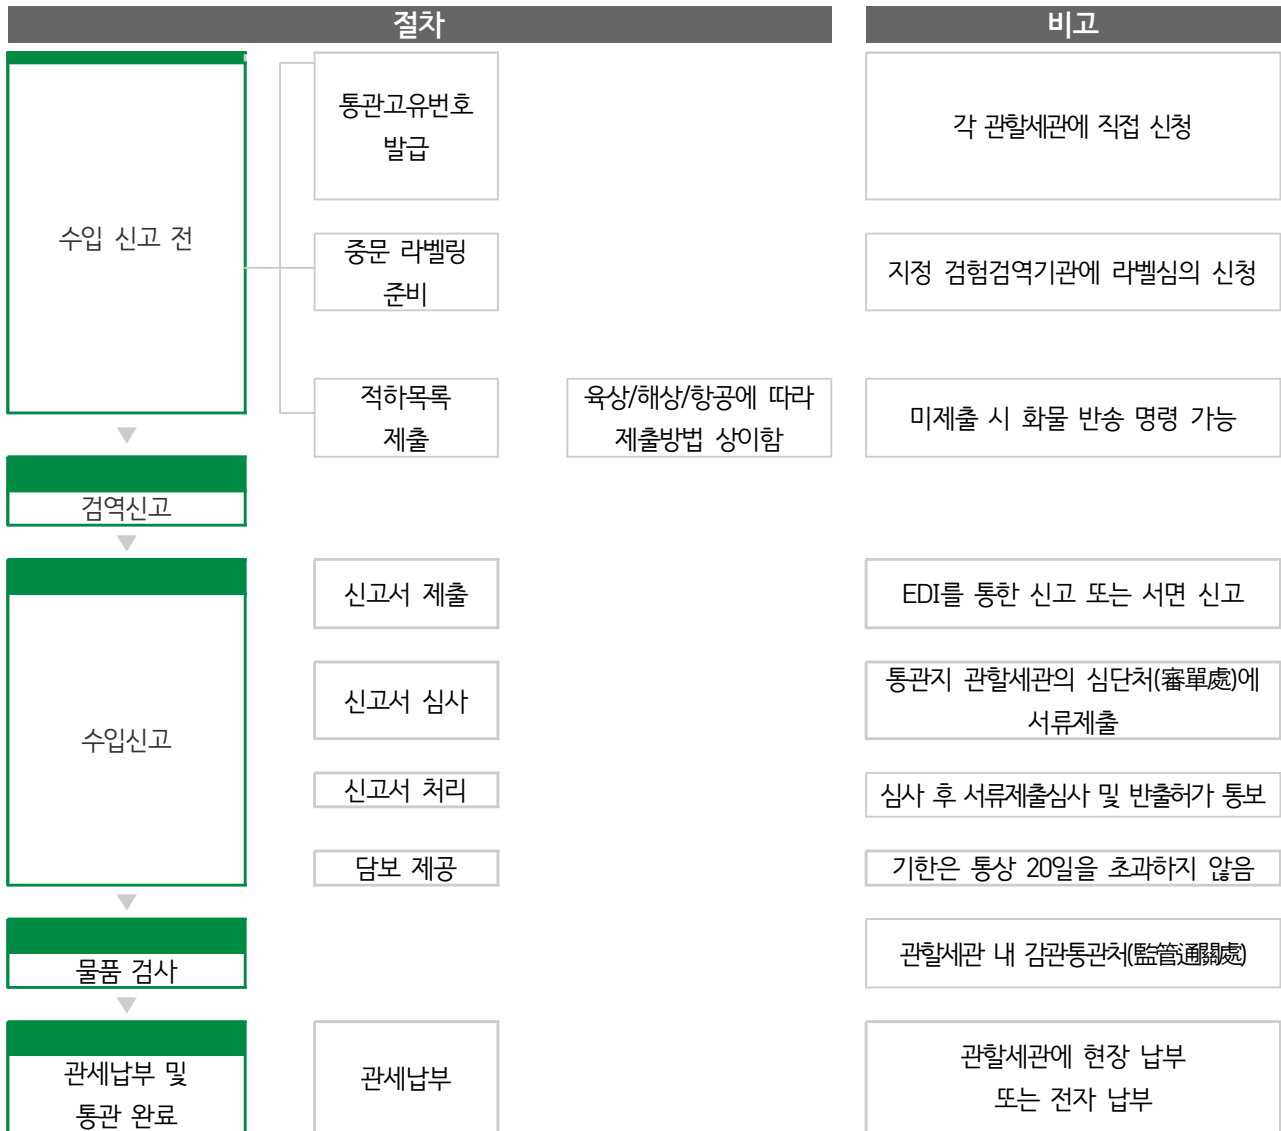 절차
비고
수입 신고 전
통관고유번호
발급
각 관할세관에 직접 신청
중문 라벨링
준비
지정 검험검역기관에 라벨심의 신청
적하목록
제출
육상/해상/항공에 따라
제출방법 상이함
미제출 시 화물 반송 명령 가능
검역신고
수입신고
신고서 제출
EDI를 통한 신고 또는 서면 신고
신고서 심사
통관지 관할세관의 심단처(審單處)에
서류제출
신고서 처리
심사 후 서류제출심사 및 반출허가 통보
담보 제공
기한은 통상 20일을 초과하지 않음
물품 검사
관할세관 내 감관통관처(監管通關處)
관세납부 및
통관 완료
관세납부
관할세관에 현장 납부
또는 전자 납부